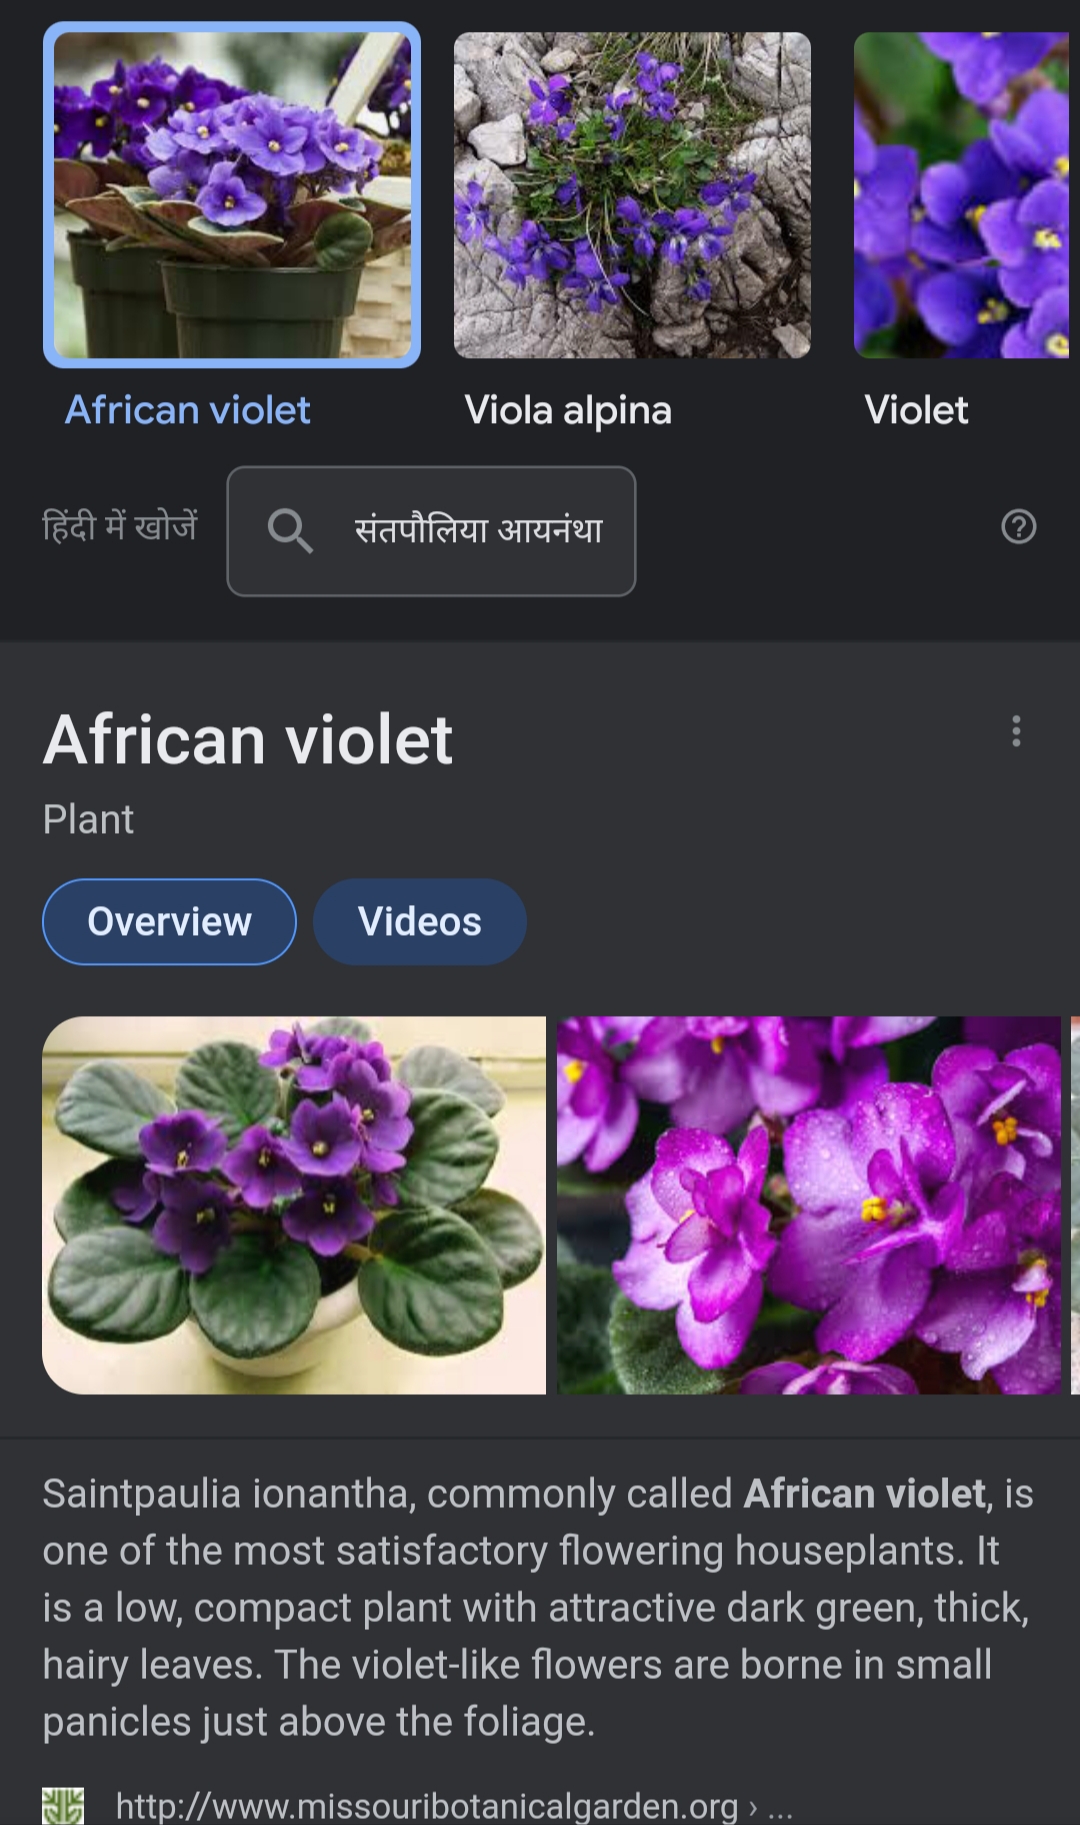 African violet
Viola alpina
Violet
हिंदी में खोजें
संतपौलिया आयनंथा
African violet
Plant
Overview
Videos
Saintpaulia ionantha, commonly called African violet, is
one of the most satisfactory flowering houseplants. It
is a low, compact plant with attractive dark green, thick,
hairy leaves. The violet-like flowers are borne in small
panicles just above the foliage.
http://www.missouribotanicalgarden.org › ...